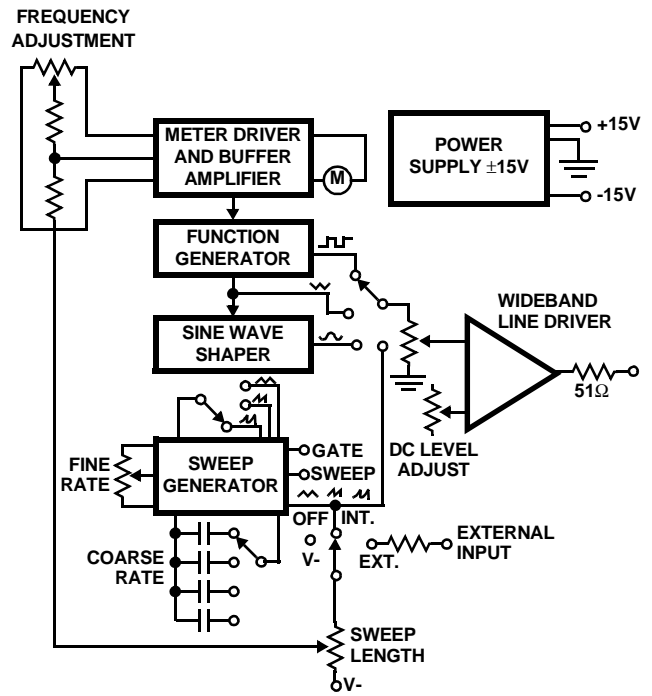 FREQUENCY
ADJUSTMENT
METER DRIVER
AND BUFFER
AMPLIFIER
M
POWER
SUPPLY ±15V
+15V
-15V
FUNCTION
GENERATOR
SINE WAVE
SHAPER
WIDEBAND
LINE DRIVER
51Ω
DC LEVEL
ADJUST
FINE
RATE
SWEEP
GENERATOR
GATE
SWEEP
OFF
INT.
V-
EXT.
EXTERNAL
INPUT
COARSE
RATE
SWEEP
LENGTH
V-